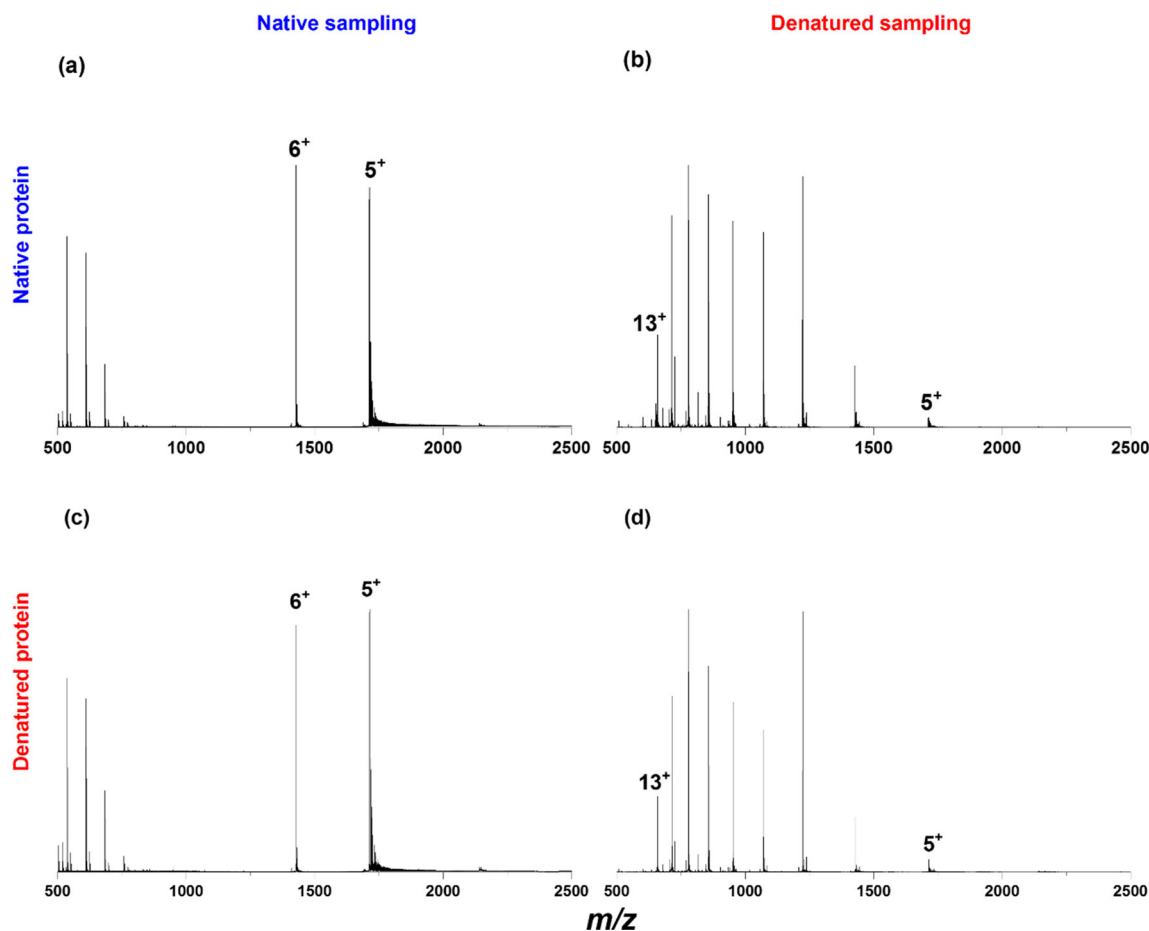 Native sampling
Denatured sampling
(a)
(b)
Native protein
6+
5+
13+
5+
500 1000 1500 2000 2500
500 1000 1500 2000 2500
(c)
(d)
Denatured protein
6+
5+
13+
5+
500 1000 1500 2000 2500
500 1000 1500 2000 2500
m/z